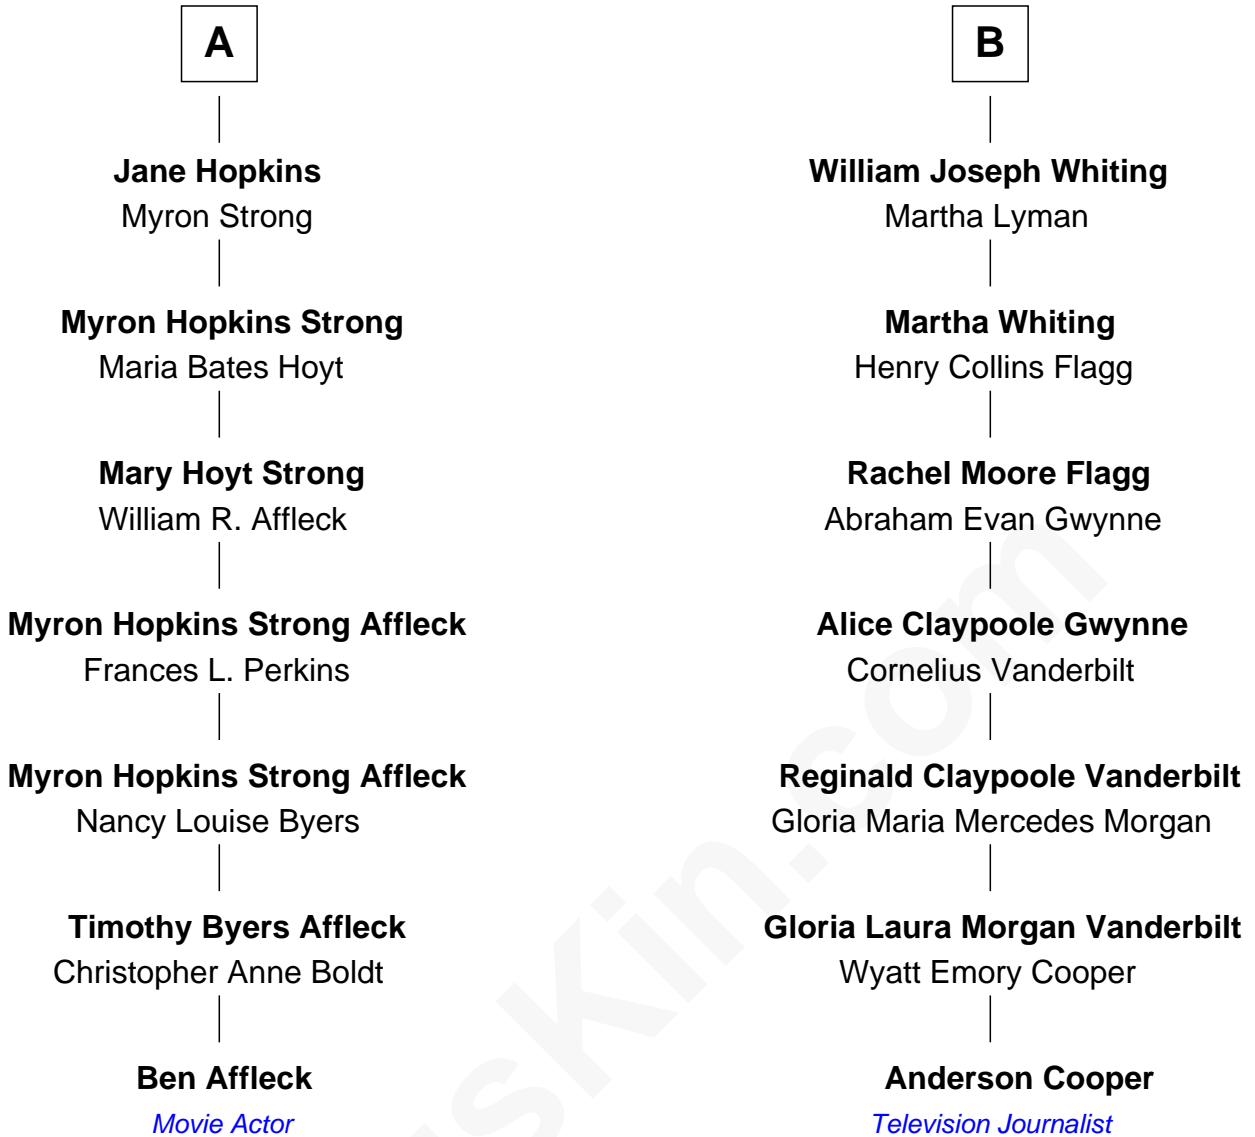 A
Jane Hopkins
Myron Strong
Myron Hopkins Strong
Maria Bates Hoyt
Mary Hoyt Strong
William R. Affleck
Myron Hopkins Strong Affleck
Frances L. Perkins
Myron Hopkins Strong Affleck
Nancy Louise Byers
Timothy Byers Affleck
Christopher Anne Boldt
Ben Affleck
Movie Actor
B
William Joseph Whiting
Martha Lyman
Martha Whiting
Henry Collins Flagg
Rachel Moore Flagg
Abraham Evan Gwynne
Alice Claypoole Gwynne
Cornelius Vanderbilt
Reginald Claypoole Vanderbilt
Gloria Maria Mercedes Morgan
Gloria Laura Morgan Vanderbilt
Wyatt Emory Cooper
Anderson Cooper
Television Journalist
sKin.com